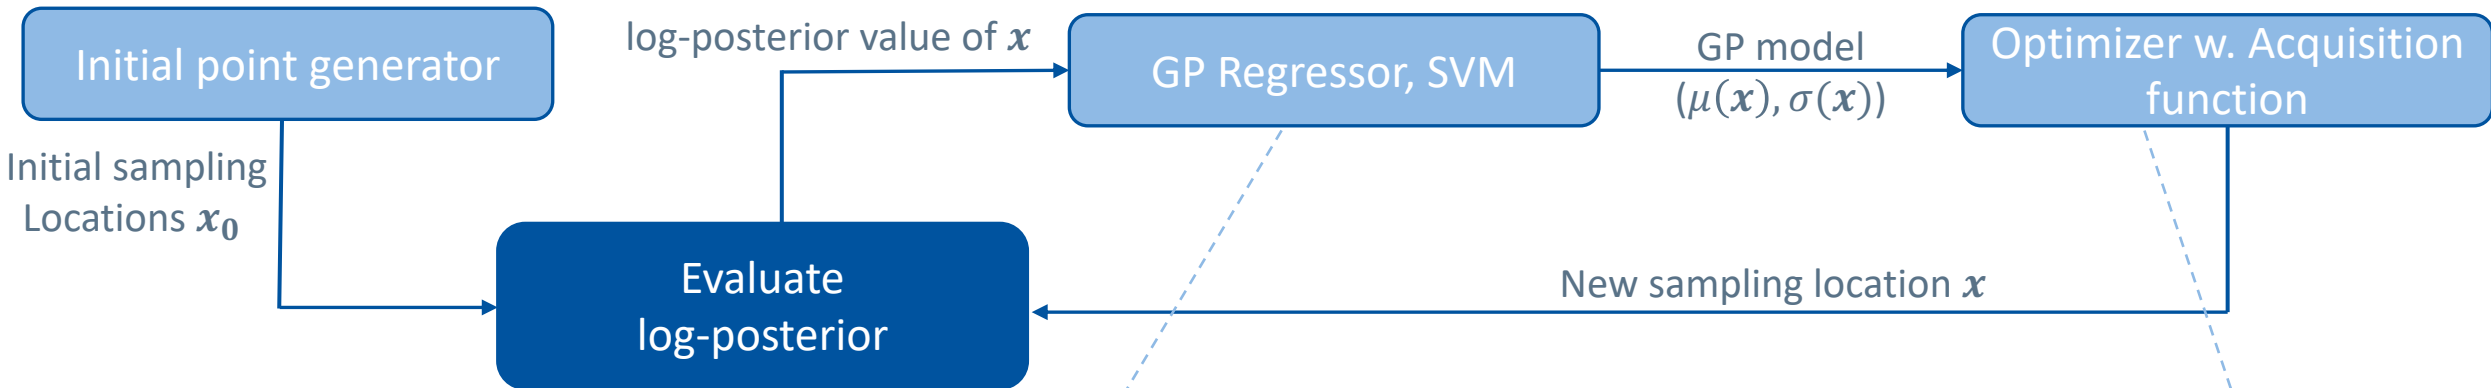 Initial point generator
log-posterior value of x
GP Regressor, SVM
GP model
(μ(x), σ(x))
Optimizer w. Acquisition
function
Initial sampling
Locations x₀
Evaluate
log-posterior
New sampling location x